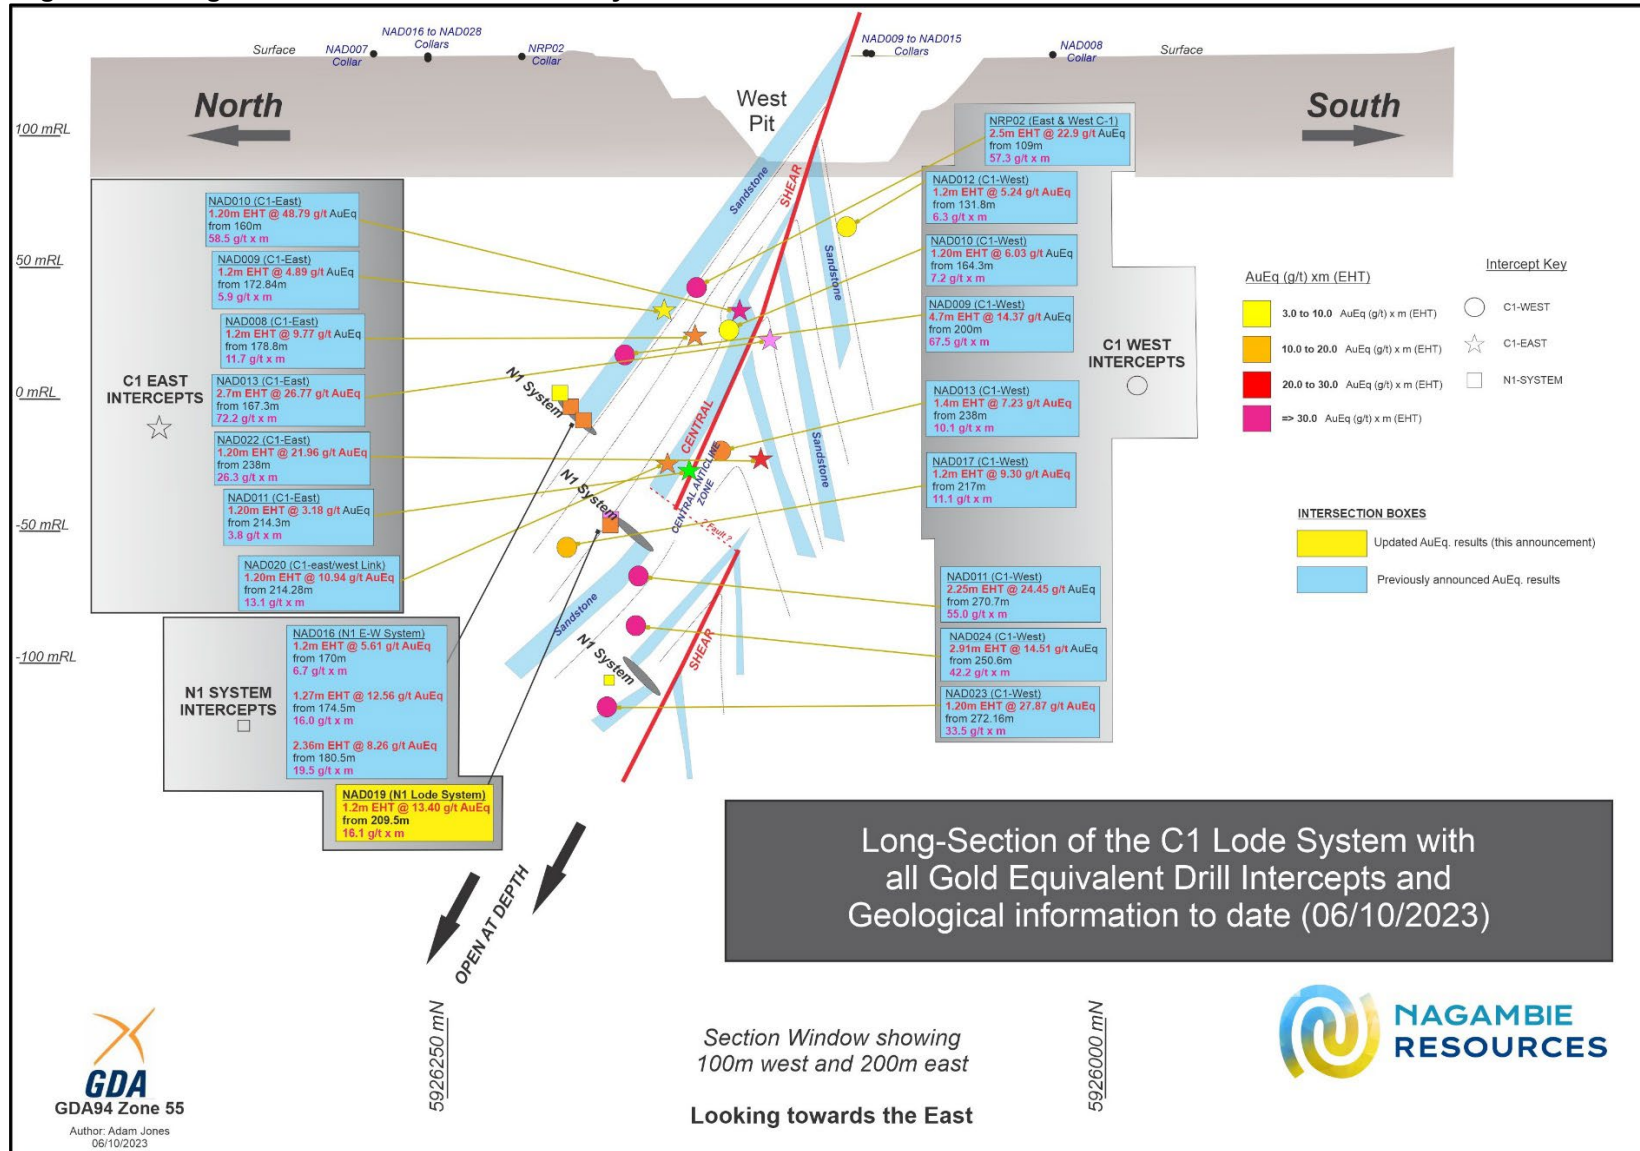 NAD007
Collar
NAD016 to NAD028
Collars
NRP02
Collar
NAD009 to NAD015
Collars
NAD008
Collar
Surface
Surface
North
South
West
Pit
100 mRL
50 mRL
0 mRL
-50 mRL
-100 mRL
C1 EAST
INTERCEPTS
NAD010 (C1-East)
1.20m EHT @ 48.79 g/t AuEq
from 160m
58.5 g/t x m
NAD009 (C1-East)
1.2m EHT @ 4.89 g/t AuEq
from 172.84m
5.9 g/t x m
NAD008 (C1-East)
1.2m EHT @ 9.77 g/t AuEq
from 178.8m
11.7 g/t x m
NAD013 (C1-East)
2.7m EHT @ 26.77 g/t AuEq
from 167.3m
72.2 g/t x m
NAD022 (C1-East)
1.20m EHT @ 21.96 g/t AuEq
from 238m
26.3 g/t x m
NAD011 (C1-East)
1.20m EHT @ 3.18 g/t AuEq
from 214.3m
3.8 g/t x m
NAD020 (C1-east/west Link)
1.20m EHT @ 10.94 g/t AuEq
from 214.28m
13.1 g/t x m
N1 SYSTEM
INTERCEPTS
NAD016 (N1 E-W System)
1.2m EHT @ 5.61 g/t AuEq
from 170m
6.7 g/t x m
1.27m EHT @ 12.56 g/t AuEq
from 174.5m
16.0 g/t x m
2.36m EHT @ 8.26 g/t AuEq
from 180.5m
19.5 g/t x m
NAD019 (N1 Lode System)
1.2m EHT @ 13.40 g/t AuEq
from 209.5m
16.1 g/t x m
Sandstone
SHEAR
Sandstone
N1 System
CENTRAL
Sandstone
CENTRAL ANTICLINE
ZONE
N1 System
Fault ?
Sandstone
N1 System
SHEAR
OPEN AT DEPTH
NRP02 (East & West C-1)
2.5m EHT @ 22.9 g/t AuEq
from 109m
57.3 g/t x m
NAD012 (C1-West)
1.2m EHT @ 5.24 g/t AuEq
from 131.8m
6.3 g/t x m
NAD010 (C1-West)
1.20m EHT @ 6.03 g/t AuEq
from 164.3m
7.2 g/t x m
NAD009 (C1-West)
4.7m EHT @ 14.37 g/t AuEq
from 200m
67.5 g/t x m
NAD013 (C1-West)
1.4m EHT @ 7.23 g/t AuEq
from 238m
10.1 g/t x m
NAD017 (C1-West)
1.2m EHT @ 9.30 g/t AuEq
from 217m
11.1 g/t x m
NAD011 (C1-West)
2.25m EHT @ 24.45 g/t AuEq
from 270.7m
55.0 g/t x m
NAD024 (C1-West)
2.91m EHT @ 14.51 g/t AuEq
from 250.6m
42.2 g/t x m
NAD023 (C1-West)
1.20m EHT @ 27.87 g/t AuEq
from 272.16m
33.5 g/t x m
C1 WEST
INTERCEPTS
AuEq (g/t) xm (EHT)
3.0 to 10.0 AuEq (g/t) x m (EHT)
10.0 to 20.0 AuEq (g/t) x m (EHT)
20.0 to 30.0 AuEq (g/t) x m (EHT)
=> 30.0 AuEq (g/t) x m (EHT)
Intercept Key
C1-WEST
C1-EAST
N1-SYSTEM
INTERSECTION BOXES
Updated AuEq. results (this announcement)
Previously announced AuEq. results
Long-Section of the C1 Lode System with
all Gold Equivalent Drill Intercepts and
Geological information to date (06/10/2023)
5926250 mN
5926000 mN
Section Window showing
100m west and 200m east
Looking towards the East
GDA
GDA94 Zone 55
Author: Adam Jones
06/10/2023
NAGAMBIE
RESOURCES